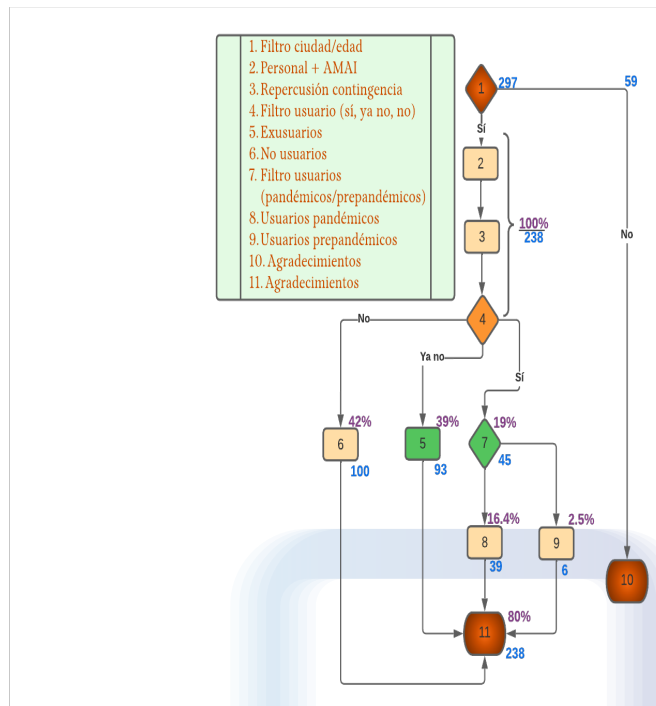 1. Filtro ciudad/edad
2. Personal + AMAI
3. Repercusión contingencia
4. Filtro usuario (sí, ya no, no)
5. Exusuarios
6. No usuarios
7. Filtro usuarios
(pandémicos/prepandémicos)
8. Usuarios pandémicos
9. Usuarios prepandémicos
10. Agradecimientos
11. Agradecimientos
1
297
59
Sí
2
3
100%
238
No
4
No
Ya no
Sí
42%
39%
19%
6
5
7
100
93
45
16.4%
2.5%
8
9
39
6
10
80%
11
238